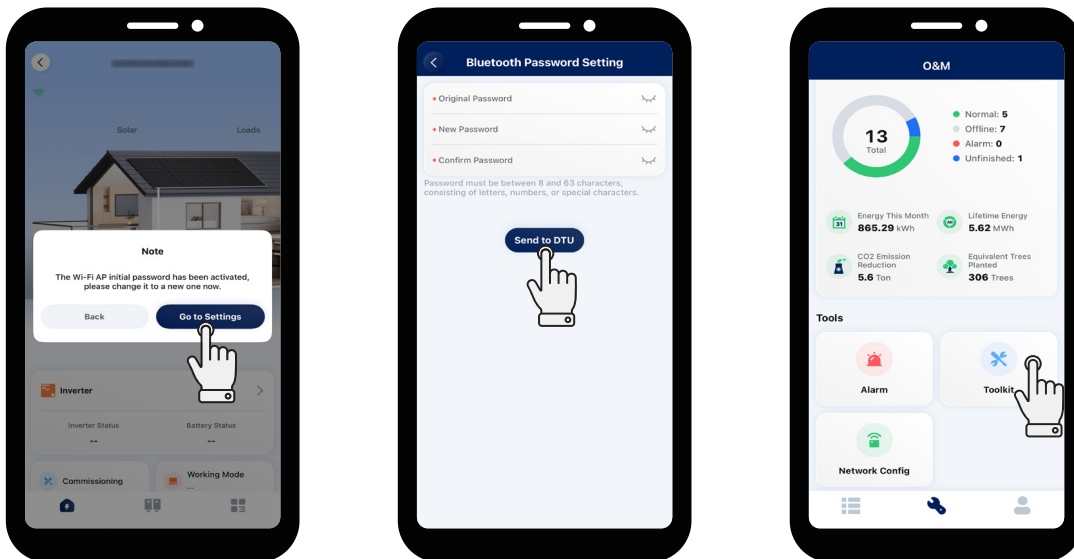 Solar
Loads
Note
The Wi-Fi AP initial password has been activated,
please change it to a new one now.
Back
Go to Settings
Inverter
Inverter Status
Battery Status
--
--
Commissioning
Working Mode
--
Bluetooth Password Setting
* Original Password
* New Password
* Confirm Password
Password must be between 8 and 63 characters,
consisting of letters, numbers, or special characters.
Send to DTU
O&M
13
Total
Normal: 5
Offline: 7
Alarm: 0
Unfinished: 1
31
Energy This Month
865.29 kWh
Lifetime Energy
5.62 MWh
CO2 Emission
Reduction
5.6 Ton
Equivalent Trees
Planted
306 Trees
Tools
Alarm
Toolkit
Network Config